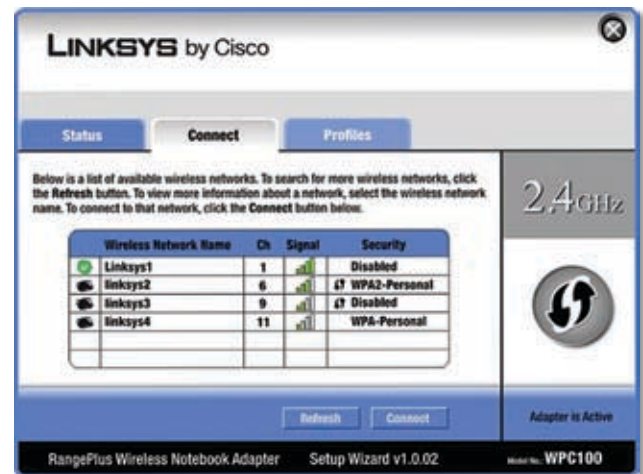 LINKSYS by Cisco
Status Connect Profiles
Below is a list of available wireless networks. To search for more wireless networks, click
the Refresh button. To view more information about a network, select the wireless network
name. To connect to that network, click the Connect button below.
2.4GHz
Wireless Network Name Ch Signal Security
Linksys1 1 Disabled
linksys2 6 WPA2-Personal
linksys3 9 Disabled
linksys4 11 WPA-Personal
Refresh Connect
Adapter is Active
RangePlus Wireless Notebook Adapter Setup Wizard v1.0.02 Model No. WPC100